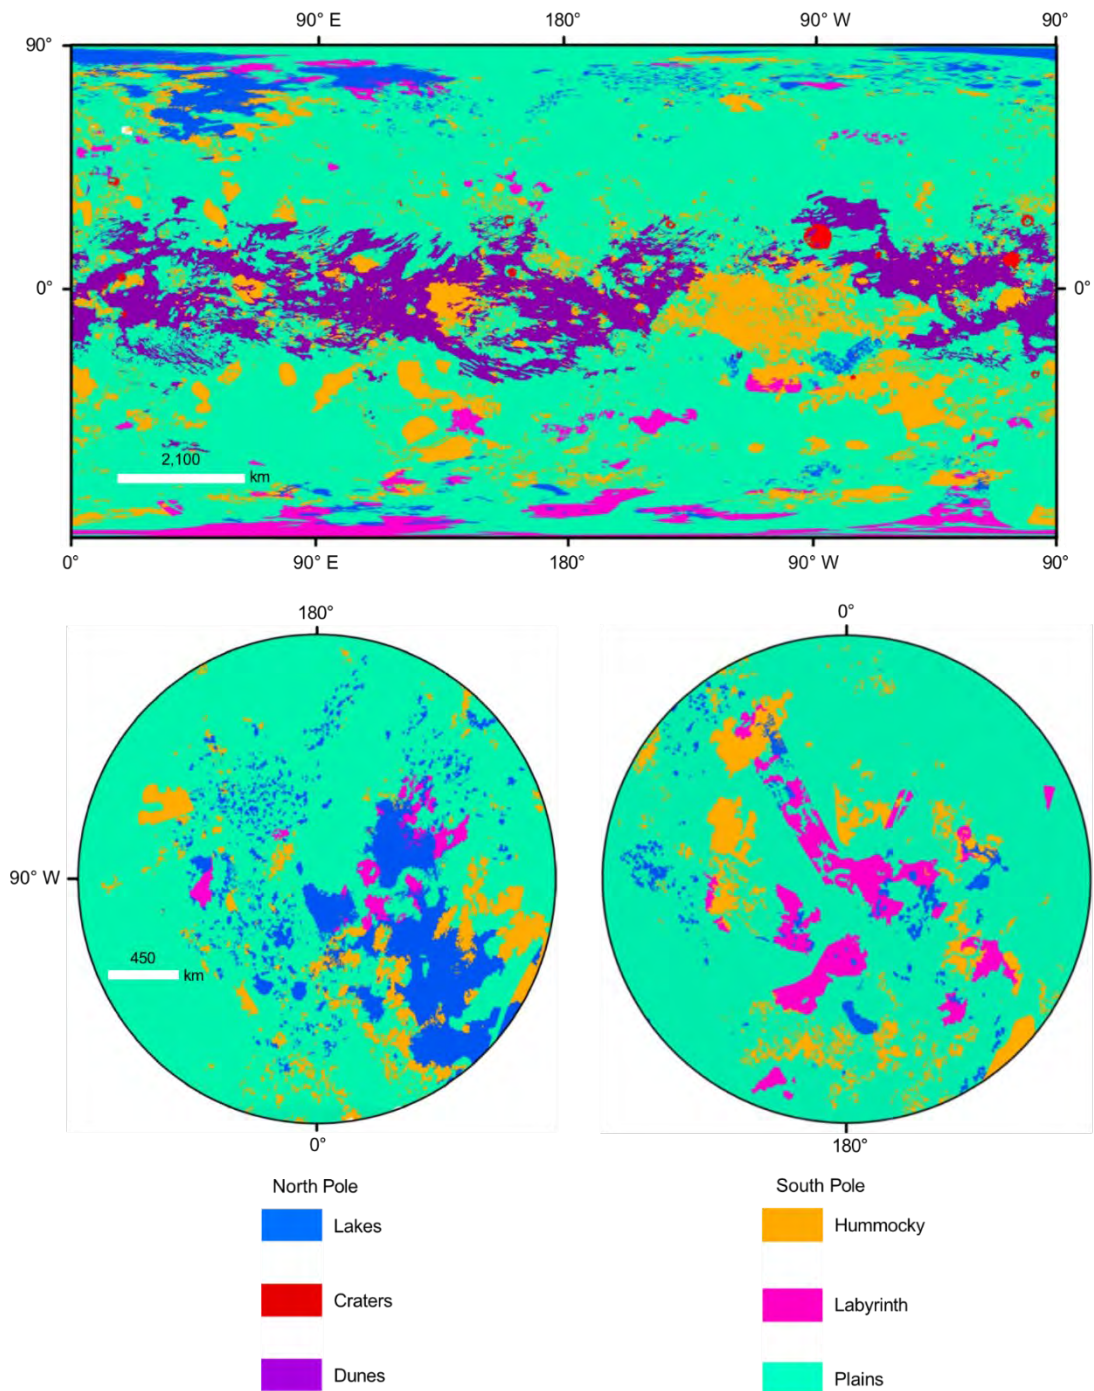 90° E 180° 90° W 90°
90°
0° 0°
2,100
km
0° 90° E 180° 90° W 90°
180° 0°
90° W
450
km
0° 180°
North Pole South Pole
Lakes Hummocky
Craters Labyrinth
Dunes Plains